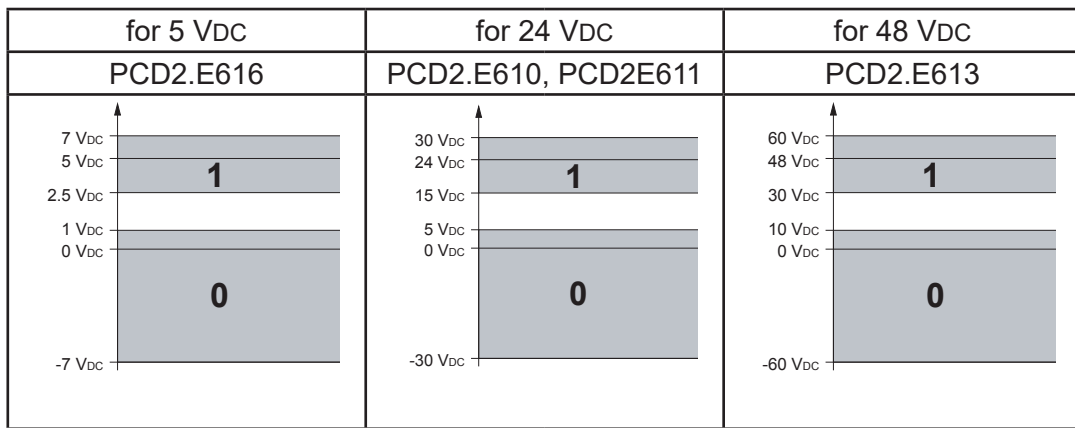 for 5 VDC
for 24 VDC
for 48 VDC
PCD2.E616
PCD2.E610, PCD2E611
PCD2.E613
7 VDC
5 VDC
1
2.5 VDC
1 VDC
0 VDC
0
-7 VDC
30 VDC
24 VDC
1
15 VDC
5 VDC
0 VDC
0
-30 VDC
60 VDC
48 VDC
1
30 VDC
10 VDC
0 VDC
0
-60 VDC